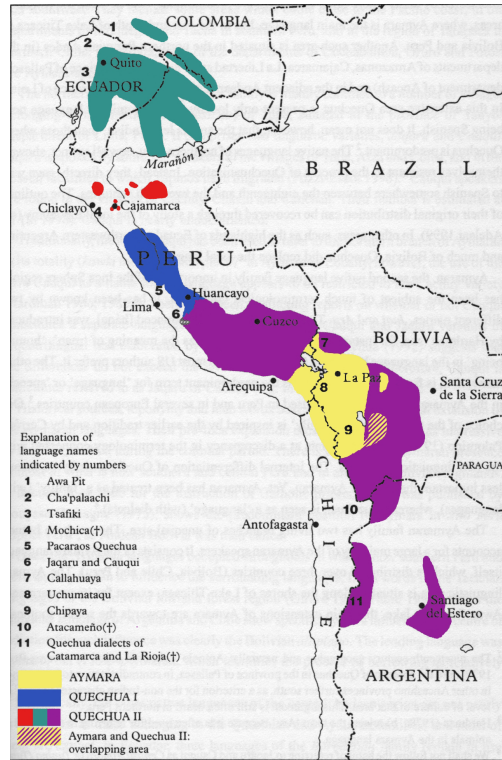 COLOMBIA
1
2
3
Quito
ECUADOR
Marañón R.
BRAZIL
Chiclayo
4
Cajamarca
PERU
5
Huancayo
Lima
6
Cuzco
7
BOLIVIA
La Paz
Arequipa
8
Santa Cruz
de la Sierra
9
PARAGUA
CHILE
10
Antofagasta
11
Santiago
del Estero
ARGENTINA
Explanation of
language names
indicated by numbers
1 Awa Pit
2 Cha'palaachi
3 Tsafiki
4 Mochica(†)
5 Pacaraos Quechua
6 Jaqaru and Cauqui
7 Callahuaya
8 Uchumataqu
9 Chipaya
10 Atacameño(†)
11 Quechua dialects of
Catamarca and La Rioja(†)
AYMARA
QUECHUA I
QUECHUA II
Aymara and Quechua II:
overlapping area